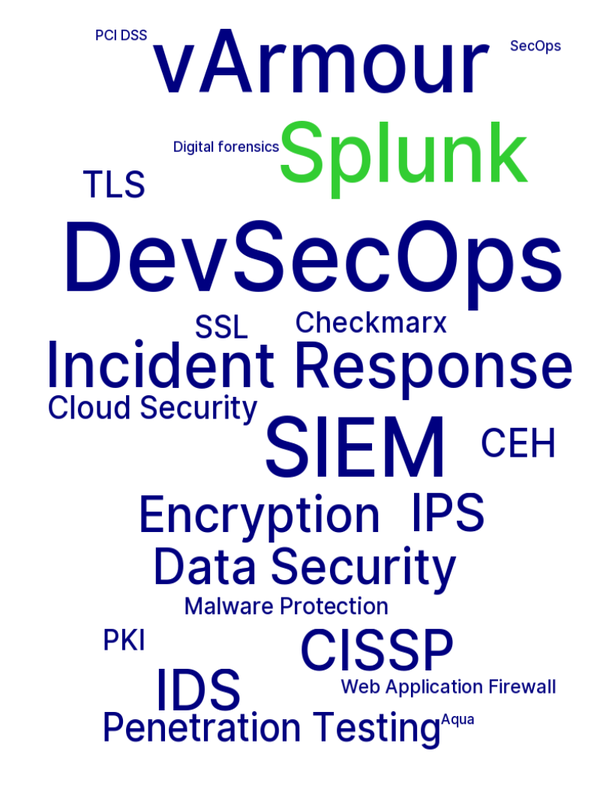 PCI DSS
vArmour
SecOps
Digital forensics
Splunk
TLS
DevSecOps
SSL
Checkmarx
Incident Response
Cloud Security
SIEM
CEH
Encryption
IPS
Data Security
Malware Protection
PKI
CISSP
IDS
Web Application Firewall
Penetration Testing
Aqua